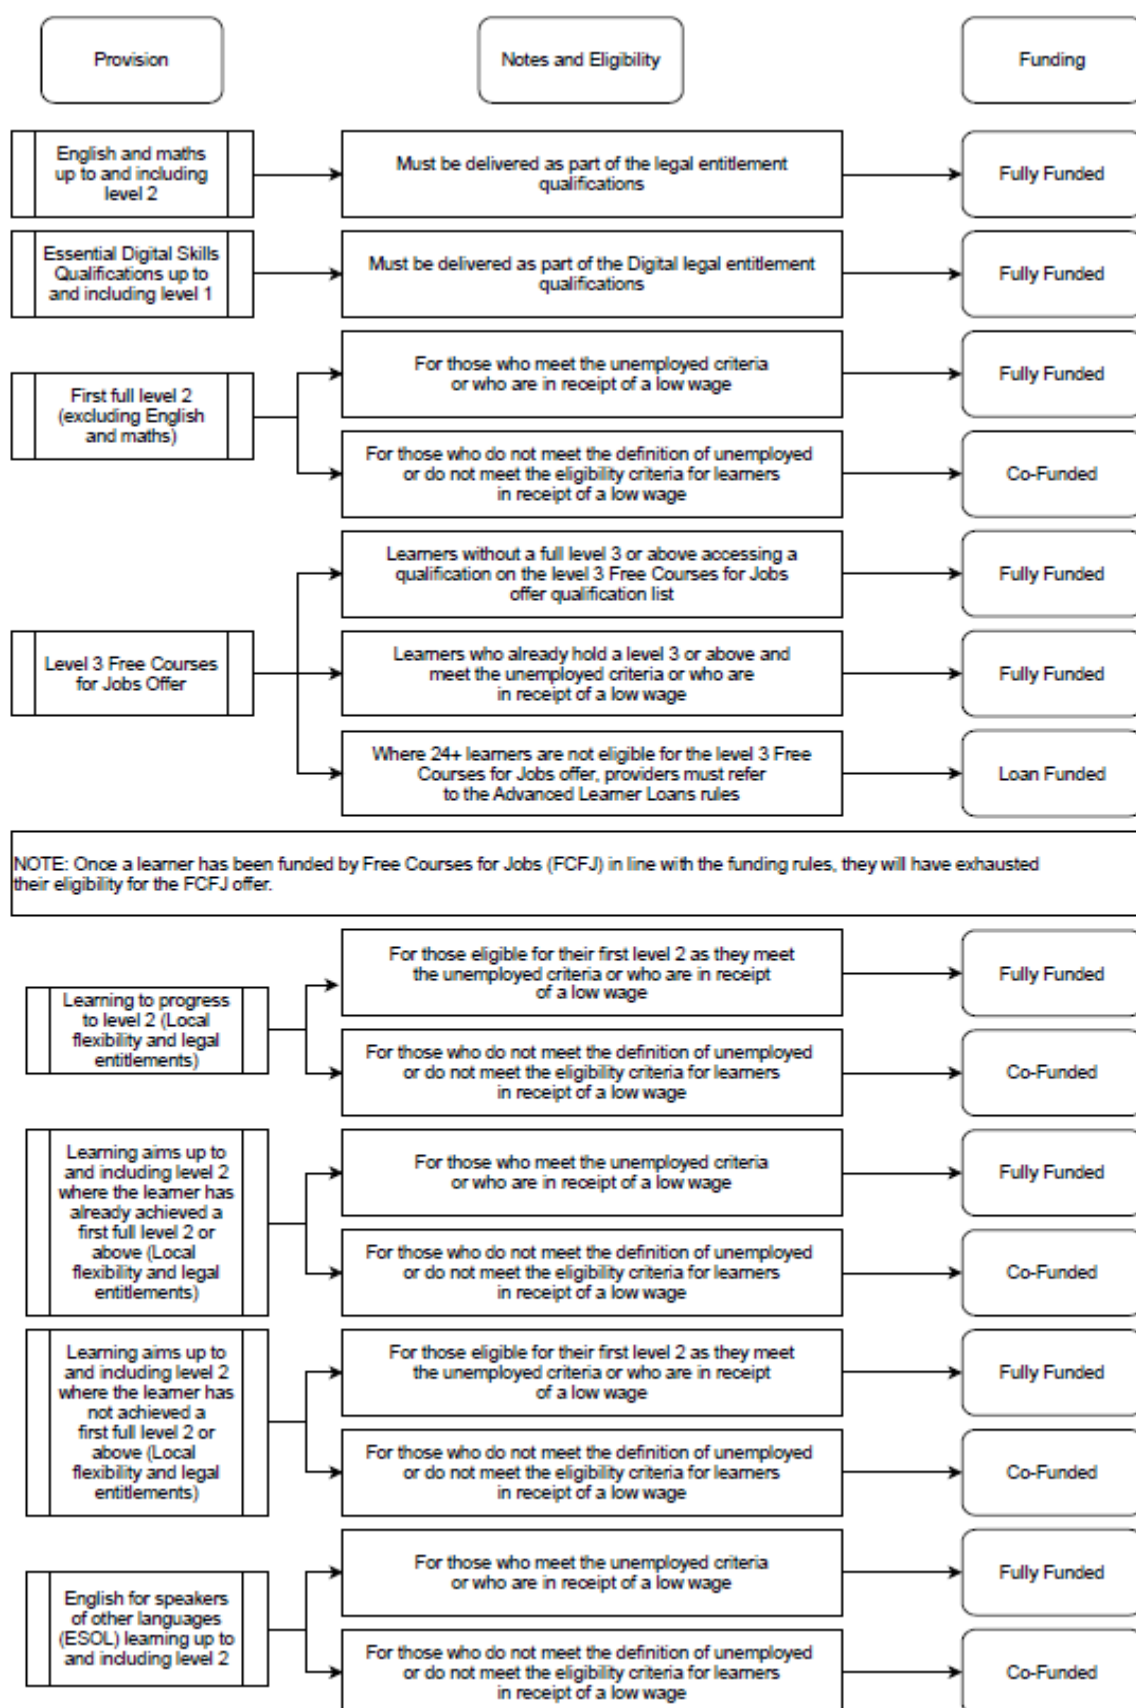 Provision
Notes and Eligibility
Funding
English and maths
up to and including
level 2
Must be delivered as part of the legal entitlement
qualifications
Fully Funded
Essential Digital Skills
Qualifications up to
and including level 1
Must be delivered as part of the Digital legal entitlement
qualifications
Fully Funded
First full level 2
(excluding English
and maths)
For those who meet the unemployed criteria
or who are in receipt of a low wage
Fully Funded
For those who do not meet the definition of unemployed
or do not meet the eligibility criteria for learners
in receipt of a low wage
Co-Funded
Level 3 Free Courses
for Jobs Offer
Learners without a full level 3 or above accessing a
qualification on the level 3 Free Courses for Jobs
offer qualification list
Fully Funded
Learners who already hold a level 3 or above and
meet the unemployed criteria or who are
in receipt of a low wage
Fully Funded
Where 24+ learners are not eligible for the level 3 Free
Courses for Jobs offer, providers must refer
to the Advanced Learner Loans rules
Loan Funded
NOTE: Once a learner has been funded by Free Courses for Jobs (FCFJ) in line with the funding rules, they will have exhausted
their eligibility for the FCFJ offer.
Learning to progress
to level 2 (Local
flexibility and legal
entitlements)
For those eligible for their first level 2 as they meet
the unemployed criteria or who are in receipt
of a low wage
Fully Funded
For those who do not meet the definition of unemployed
or do not meet the eligibility criteria for learners
in receipt of a low wage
Co-Funded
Learning aims up to
and including level 2
where the learner has
already achieved a
first full level 2 or
above (Local
flexibility and legal
entitlements)
For those who meet the unemployed criteria
or who are in receipt of a low wage
Fully Funded
For those who do not meet the definition of unemployed
or do not meet the eligibility criteria for learners
in receipt of a low wage
Co-Funded
Learning aims up to
and including level 2
where the learner has
not achieved a
first full level 2 or
above (Local
flexibility and legal
entitlements)
For those eligible for their first level 2 as they meet
the unemployed criteria or who are in receipt
of a low wage
Fully Funded
For those who do not meet the definition of unemployed
or do not meet the eligibility criteria for learners
in receipt of a low wage
Co-Funded
English for speakers
of other languages
(ESOL) learning up to
and including level 2
For those who meet the unemployed criteria
or who are in receipt of a low wage
Fully Funded
For those who do not meet the definition of unemployed
or do not meet the eligibility criteria for learners
in receipt of a low wage
Co-Funded